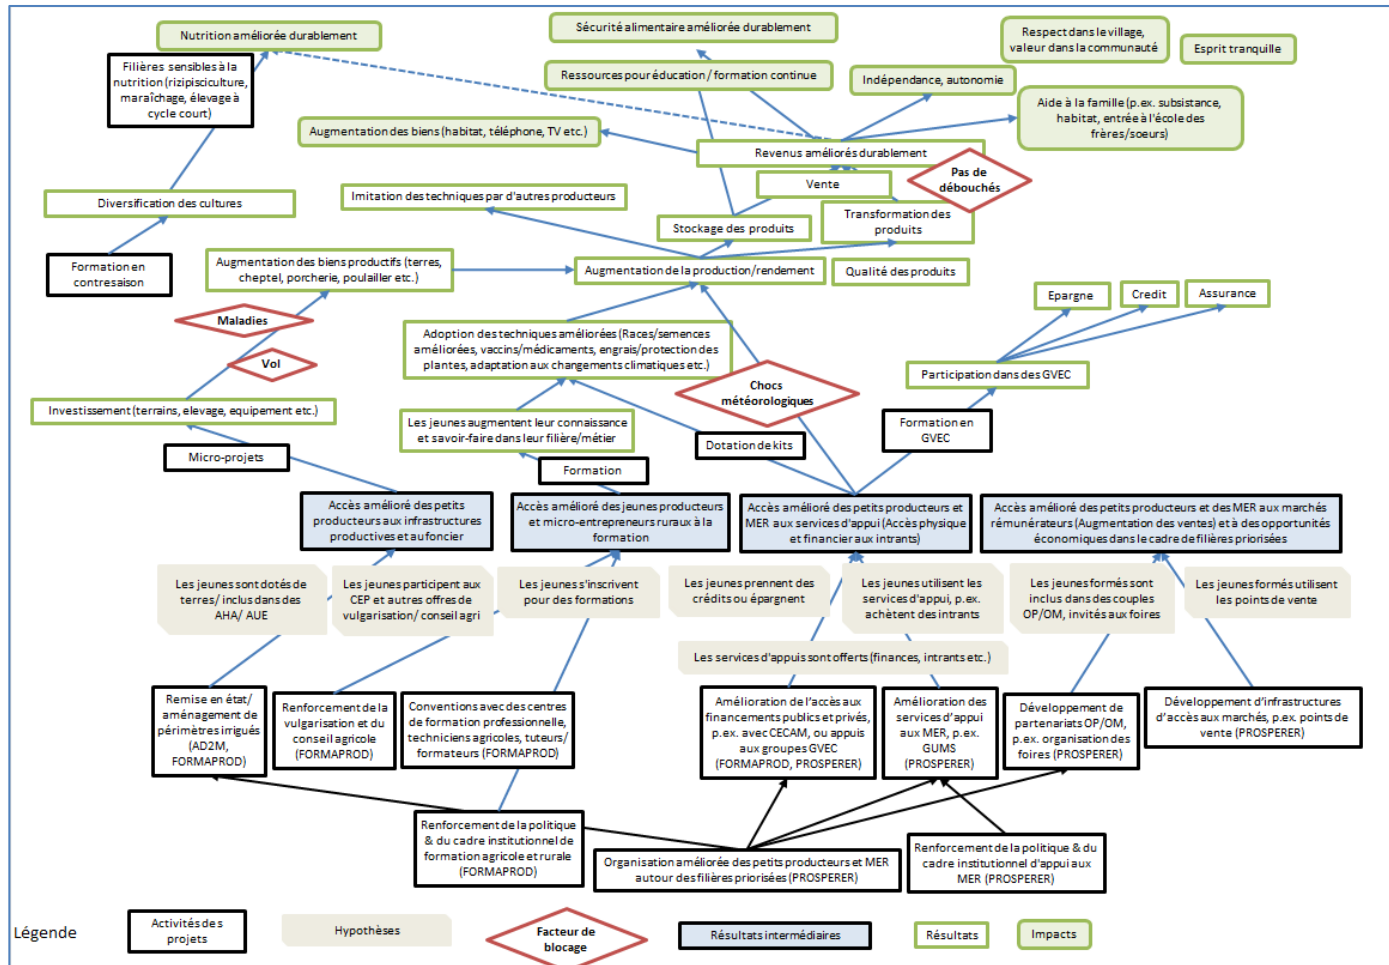 Nutrition améliorée durablement
Sécurité alimentaire améliorée durablement
Respect dans le village,
valeur dans la communauté
Esprit tranquille
Filières sensibles à la
nutrition (rizipisciculture,
maraîchage, élevage à
cycle court)
Ressources pour éducation / formation continue
Indépendance, autonomie
Aide à la famille (p.ex. subsistance,
habitat, entrée à l'école des
frères/soeurs)
Augmentation des biens (habitat, téléphone, TV etc.)
Revenus améliorés durablement
Pas de
débouchés
Vente
Diversification des cultures
Imitation des techniques par d'autres producteurs
Stockage des produits
Transformation des
produits
Formation en
contresaison
Augmentation des biens productifs (terres,
cheptel, porcherie, poulailler etc.)
Augmentation de la production/rendement
Qualité des produits
Epargne
Credit
Assurance
Maladies
Vol
Adoption des techniques améliorées (Races/semences
améliorées, vaccins/médicaments, engrais/protection des
plantes, adaptation aux changements climatiques etc.)
Chocs
météorologiques
Participation dans des GVEC
Investissement (terrains, elevage, equipement etc.)
Les jeunes augmentent leur connaissance
et savoir-faire dans leur filière/métier
Dotation de kits
Formation en
GVEC
Micro-projets
Formation
Accès amélioré des petits
producteurs aux infrastructures
productives et au foncier
Accès amélioré des jeunes producteurs
et micro-entrepreneurs ruraux à la
formation
Accès amélioré des petits producteurs et
MER aux services d'appui (Accès physique
et financier aux intrants)
Accès amélioré des petits producteurs et des MER aux marchés
rémunérateurs (Augmentation des ventes) et à des opportunités
économiques dans le cadre de filières priorisées
Les jeunes sont dotés de
terres/ inclus dans des
AHA/ AUE
Les jeunes participent aux
CEP et autres offres de
vulgarisation/ conseil agri
Les jeunes s'inscrivent
pour des formations
Les jeunes prennent des
crédits ou épargnent
Les jeunes utilisent les
services d'appui, p.ex.
achètent des intrants
Les jeunes formés sont
inclus dans des couples
OP/OM, invités aux foires
Les jeunes formés utilisent
les points de vente
Les services d'appuis sont offerts (finances, intrants etc.)
Remise en état/
aménagement de
périmètres irrigués
(AD2M,
FORMAPROD)
Renforcement de la
vulgarisation et du
conseil agricole
(FORMAPROD)
Conventions avec des centres
de formation professionnelle,
techniciens agricoles, tuteurs/
formateurs (FORMAPROD)
Amélioration de l'accès aux
financements publics et privés,
p.ex. avec CECAM, ou appuis
aux groupes GVEC
(FORMAPROD, PROSPERER)
Amélioration des
services d'appui
aux MER, p.ex.
GUMS
(PROSPERER)
Développement de
partenariats OP/OM,
p.ex. organisation des
foires (PROSPERER)
Développement d'infrastructures
d'accès aux marchés, p.ex. points de
vente (PROSPERER)
Renforcement de la politique
& du cadre institutionnel de
formation agricole et rurale
(FORMAPROD)
Organisation améliorée des petits producteurs et MER
autour des filières priorisées (PROSPERER)
Renforcement de la politique & du
cadre institutionnel d'appui aux
MER (PROSPERER)
Légende
Activités des
projets
Hypothèses
Facteur de
blocage
Résultats intermédiaires
Résultats
Impacts